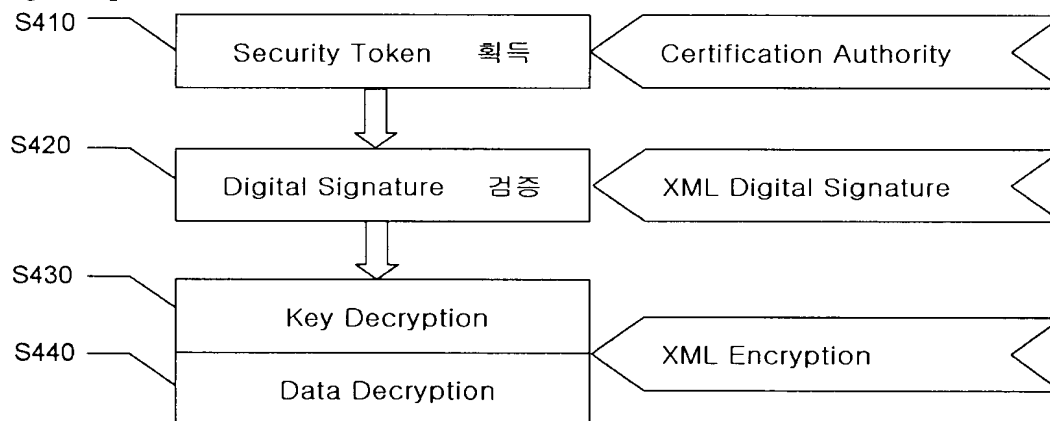 S410
Security Token 획득
Certification Authority
S420
Digital Signature 검증
XML Digital Signature
S430
Key Decryption
S440
XML Encryption
Data Decryption